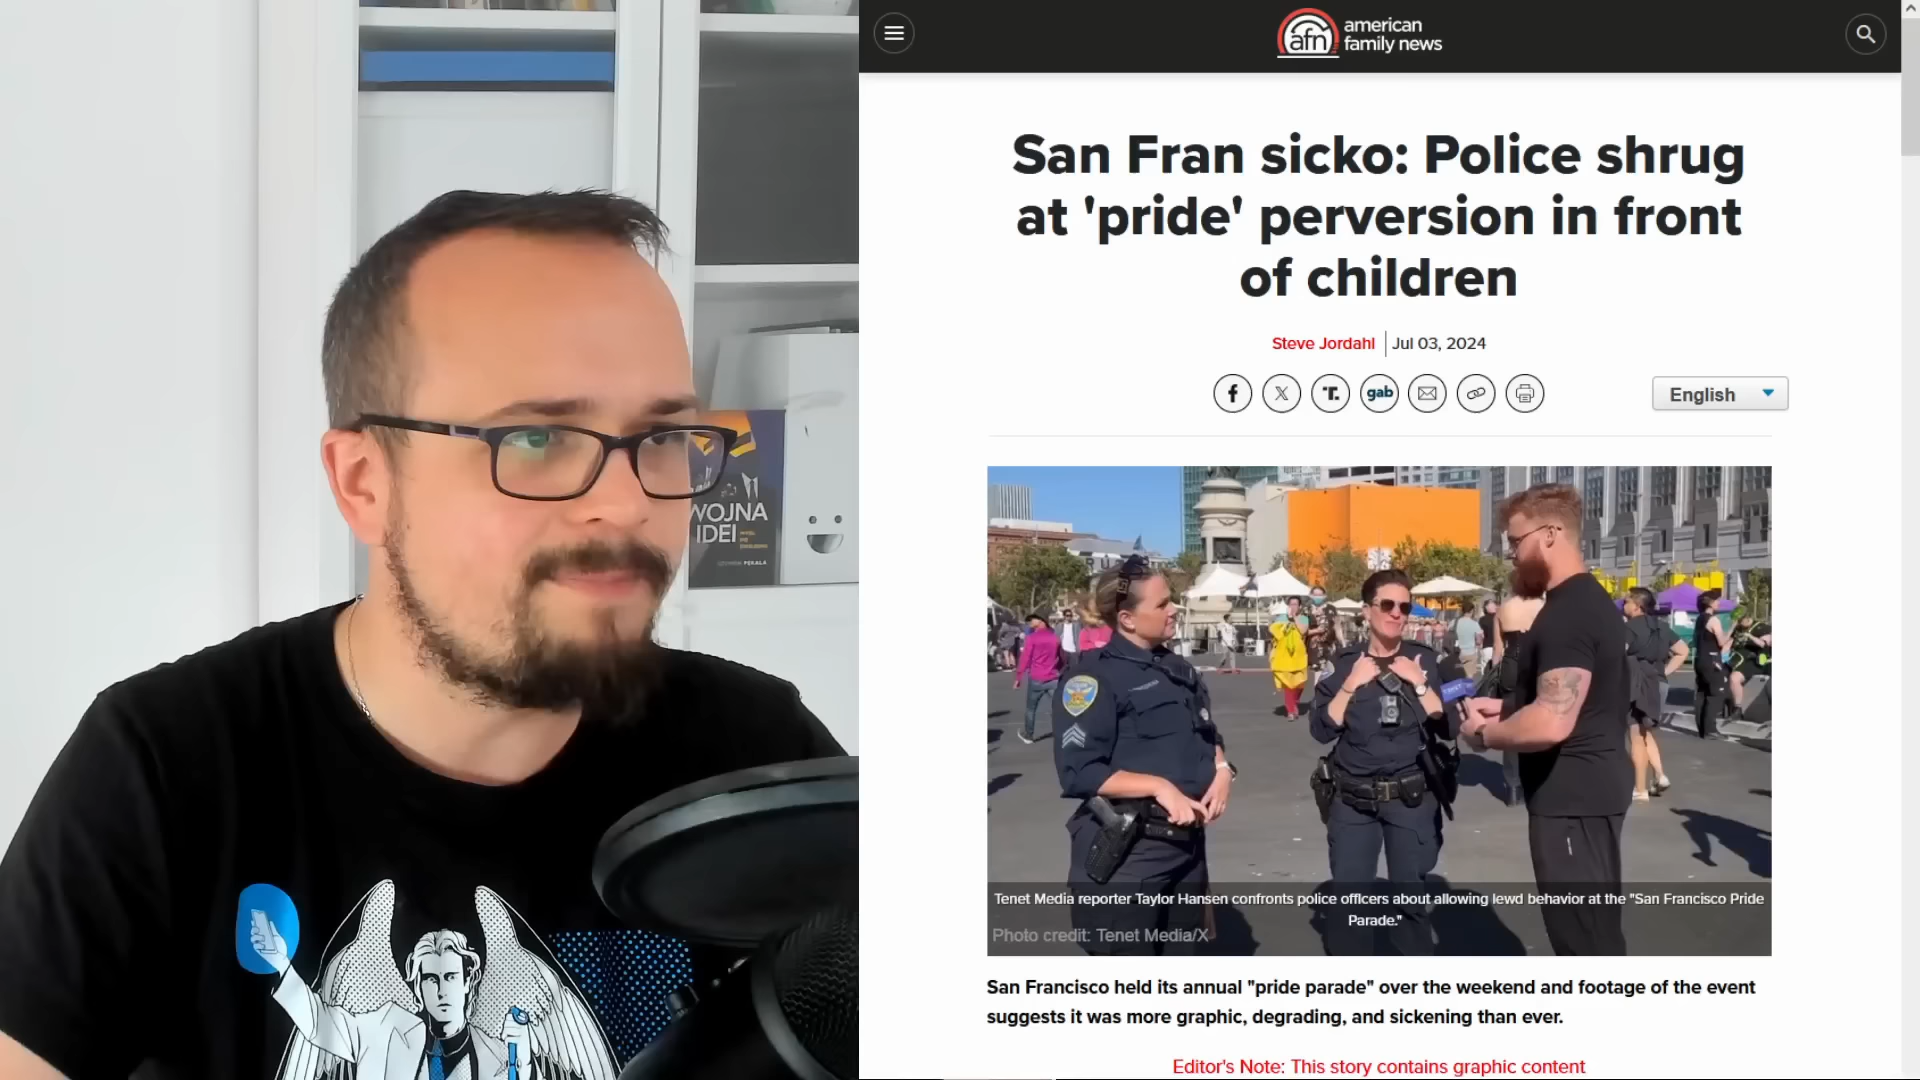 afn
american
family news
San Fran sicko: Police shrug
at 'pride' perversion in front
of children
Steve Jordahl
Jul 03, 2024
gab
English
WOJNA
IDEI
Tenet Media reporter Taylor Hansen confronts police officers about allowing lewd behavior at the "San Francisco Pride
Parade."
Photo credit: Tenet Media/X
San Francisco held its annual "pride parade" over the weekend and footage of the event
suggests it was more graphic, degrading, and sickening than ever.
Editor's Note: This story contains graphic content